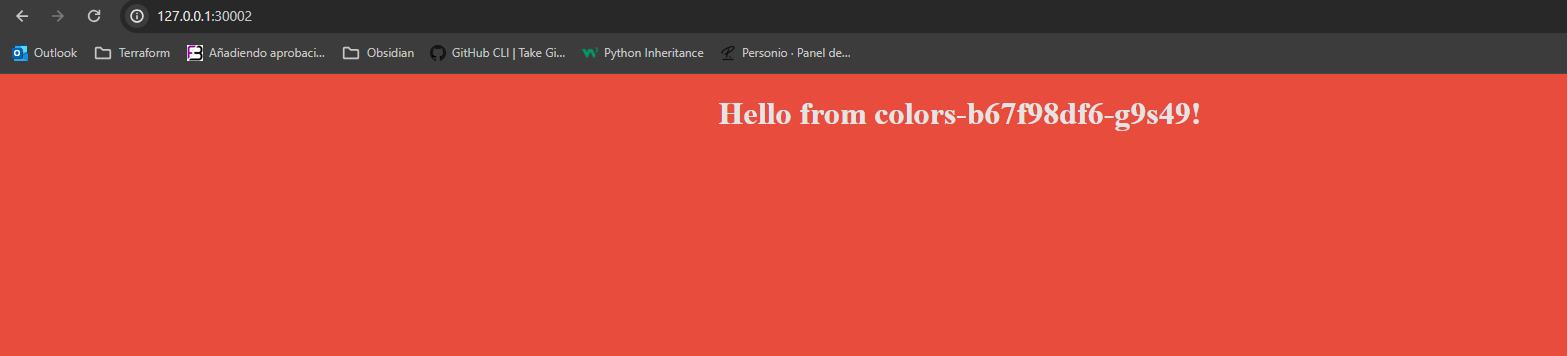 127.0.0.1:30002
Outlook Terraform Añadiendo aprobaci... Obsidian GitHub CLI | Take Gi... Python Inheritance Personio · Panel de...
Hello from colors-b67f98df6-g9s49!